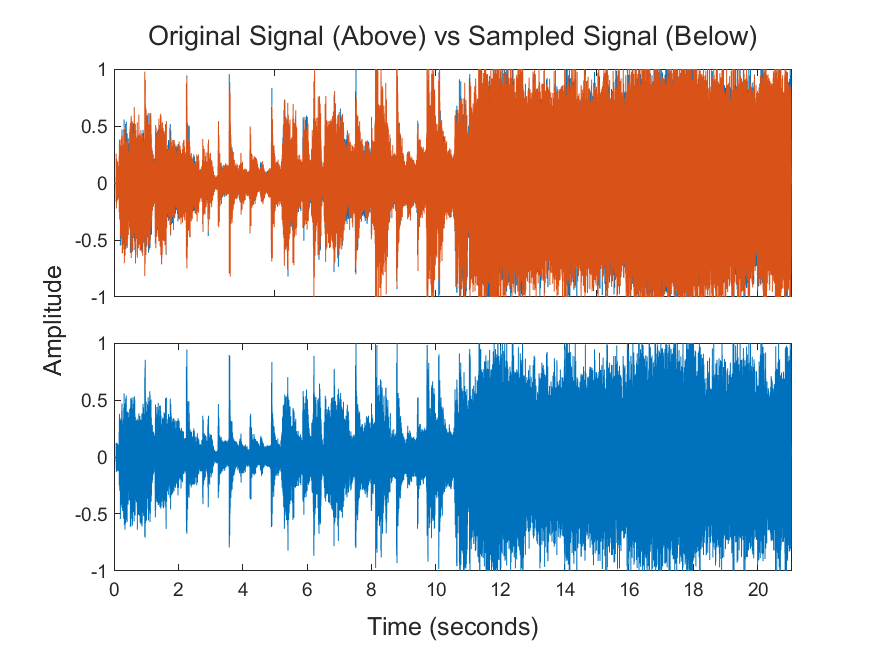 Original Signal (Above) vs Sampled Signal (Below)
1
0.5
0
-0.5
-1
Amplitude
1
0.5
0
-0.5
-1
0 2 4 6 8 10 12 14 16 18 20
Time (seconds)